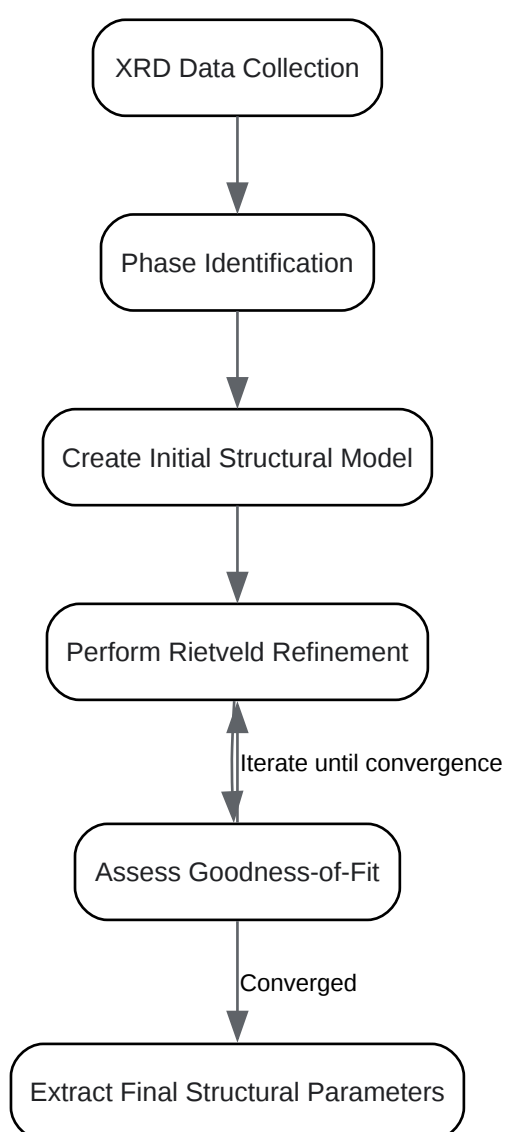 XRD Data Collection
Phase Identification
Create Initial Structural Model
Perform Rietveld Refinement
Iterate until convergence
Assess Goodness-of-Fit
Converged
Extract Final Structural Parameters